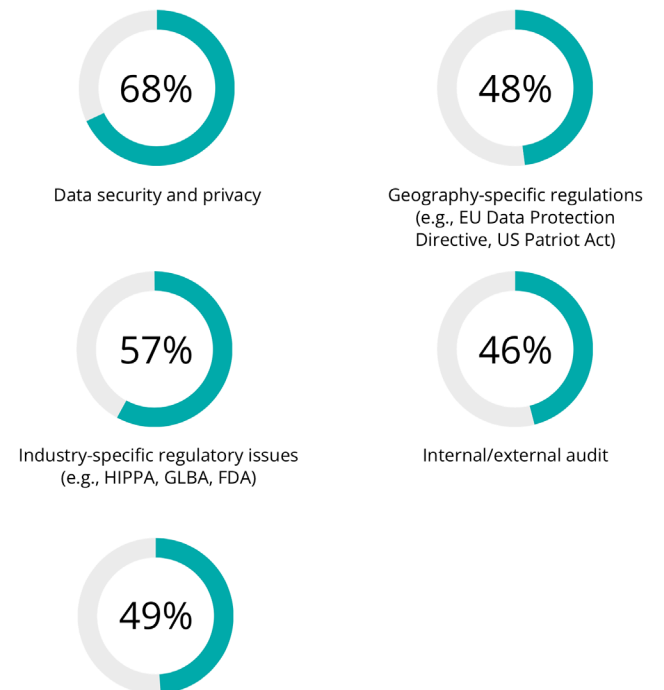 68%
Data security and privacy
48%
Geography-specific regulations
(e.g., EU Data Protection
Directive, US Patriot Act)
57%
Industry-specific regulatory issues
(e.g., HIPPA, GLBA, FDA)
46%
Internal/external audit
49%